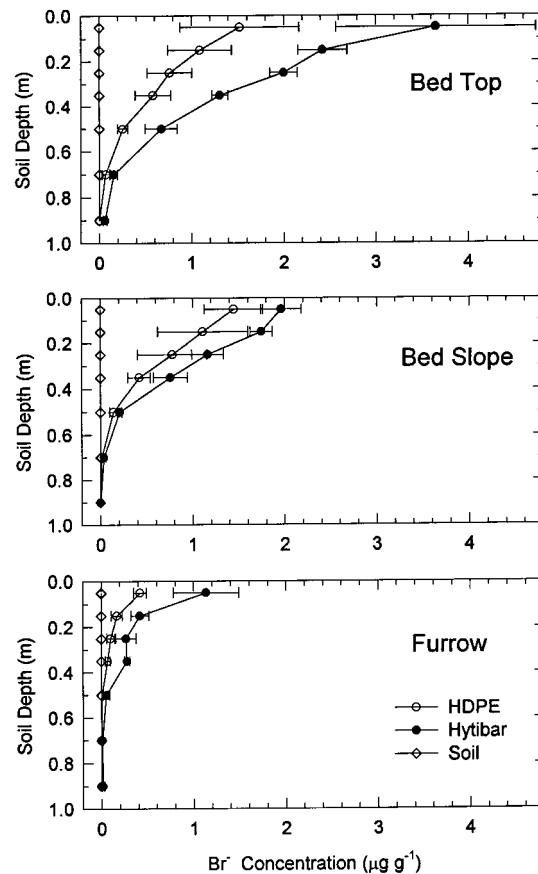 0.0
0.2
0.4
0.6
0.8
1.0
Soil Depth (m)
Bed Top
0 1 2 3 4
0.0
0.2
0.4
0.6
0.8
1.0
Soil Depth (m)
Bed Slope
0 1 2 3 4
0.0
0.2
0.4
0.6
0.8
1.0
Soil Depth (m)
Furrow
HDPE
Hytibar
Soil
0 1 2 3 4
Br⁻ Concentration (μg g⁻¹)